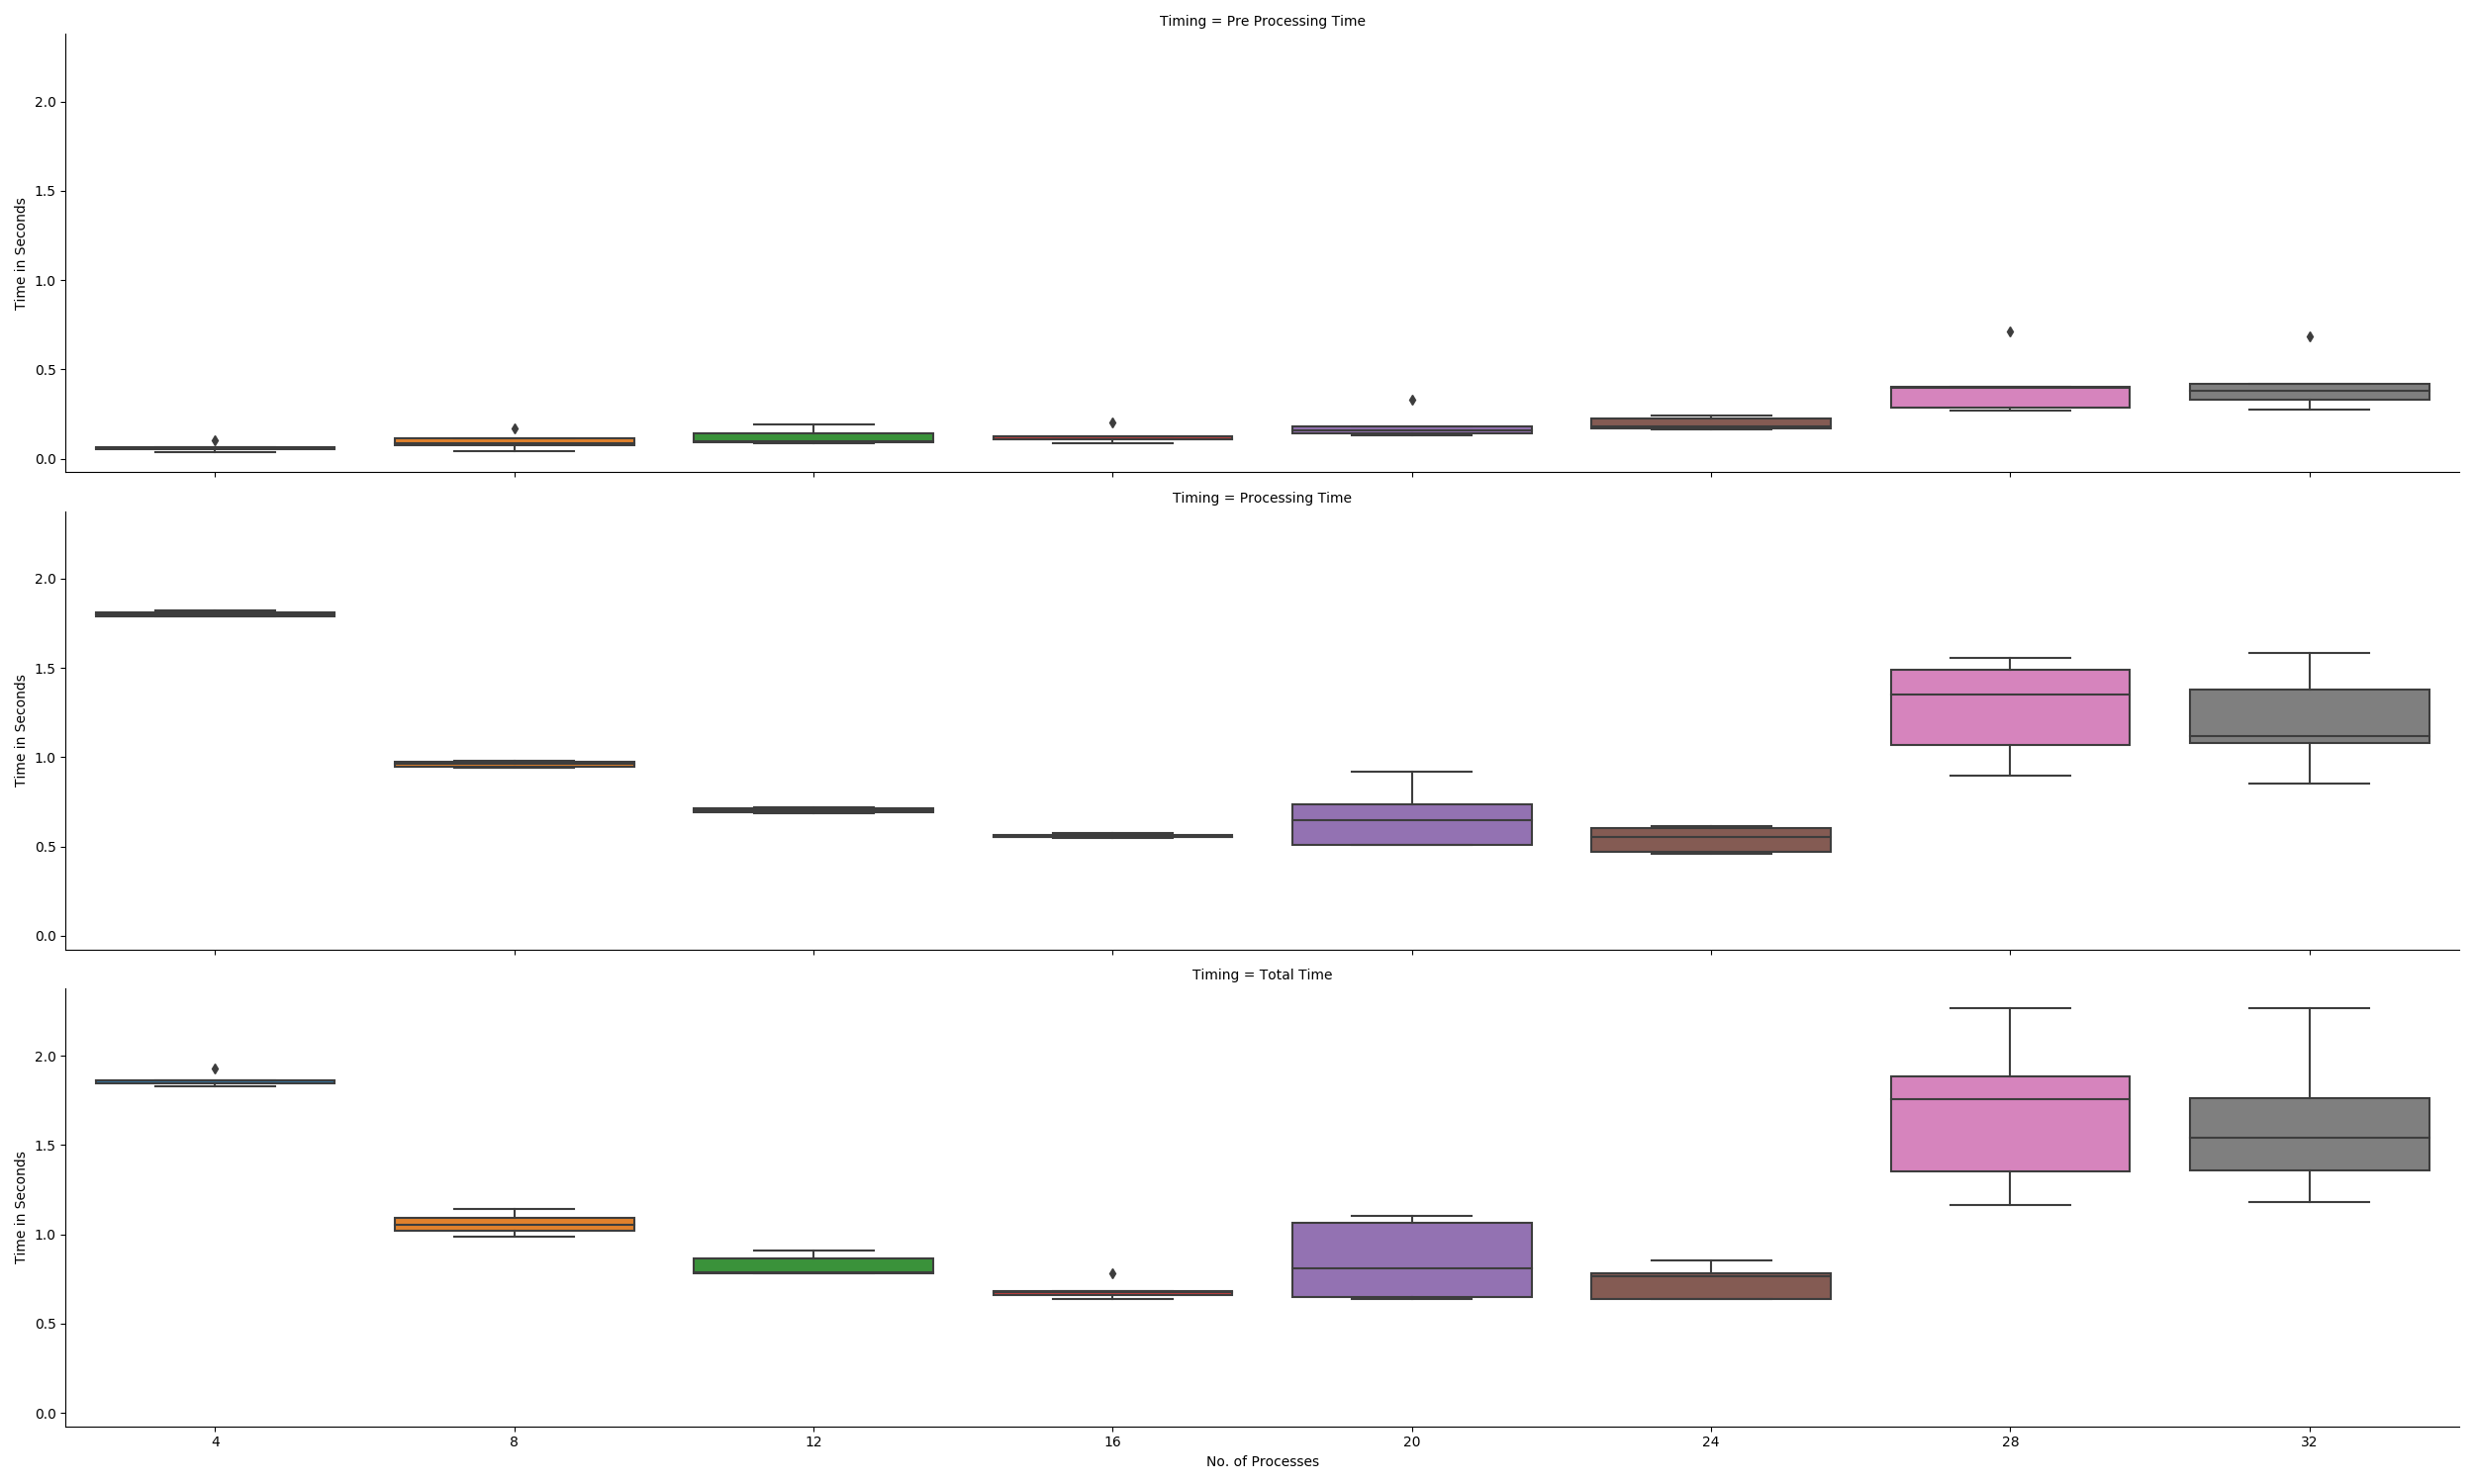 Timing = Pre Processing Time
2.0
1.5
1.0
0.5
0.0
Time in Seconds
Timing = Processing Time
2.0
1.5
1.0
0.5
0.0
Time in Seconds
Timing = Total Time
2.0
1.5
1.0
0.5
0.0
Time in Seconds
4 8 12 16 20 24 28 32
No. of Processes